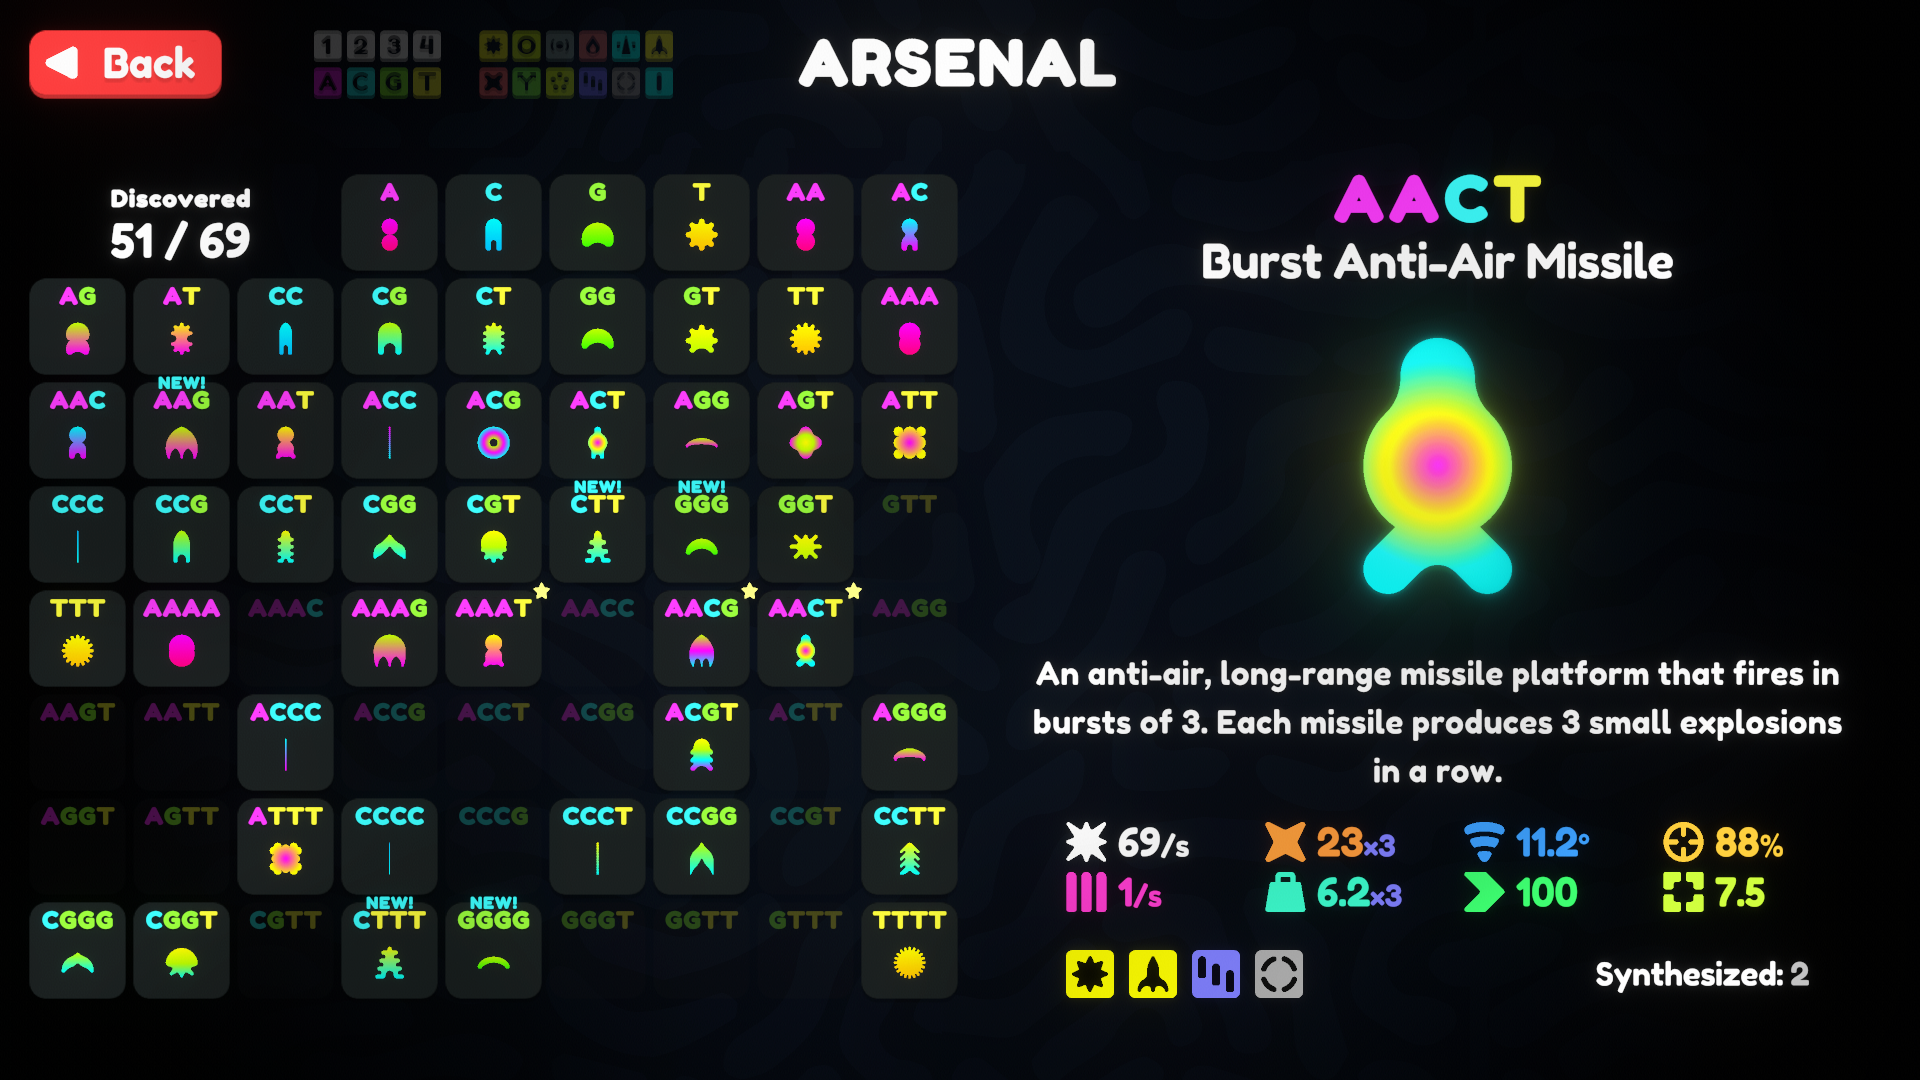 Back
1 2 3 4
A C G T
ARSENAL
Discovered
51 / 69
A C G T AA AC
AG AT CC CG CT GG GT TT AAA
NEW!
AAC AAG AAT ACC ACG ACT AGG AGT ATT
NEW! NEW!
CCC CCG CCT CGG CGT CTT GGG GGT GTT
TTT AAAA AAAC AAAG AAAT AACC AACG AACT AAGG
AAGT AATT ACCC ACCG ACCT ACGG ACGT ACTT AGGG
AGGT AGTT ATTT CCCC CCCG CCCT CCGG CCGT CCTT
NEW! NEW!
CGGG CGGT CGTT CTTT GGGG GGGT GGTT GTTT TTTT
AACT
Burst Anti-Air Missile
An anti-air, long-range missile platform that fires in
bursts of 3. Each missile produces 3 small explosions
in a row.
69/s 23x3 11.2° 88%
1/s 6.2x3 100 7.5
Synthesized: 2